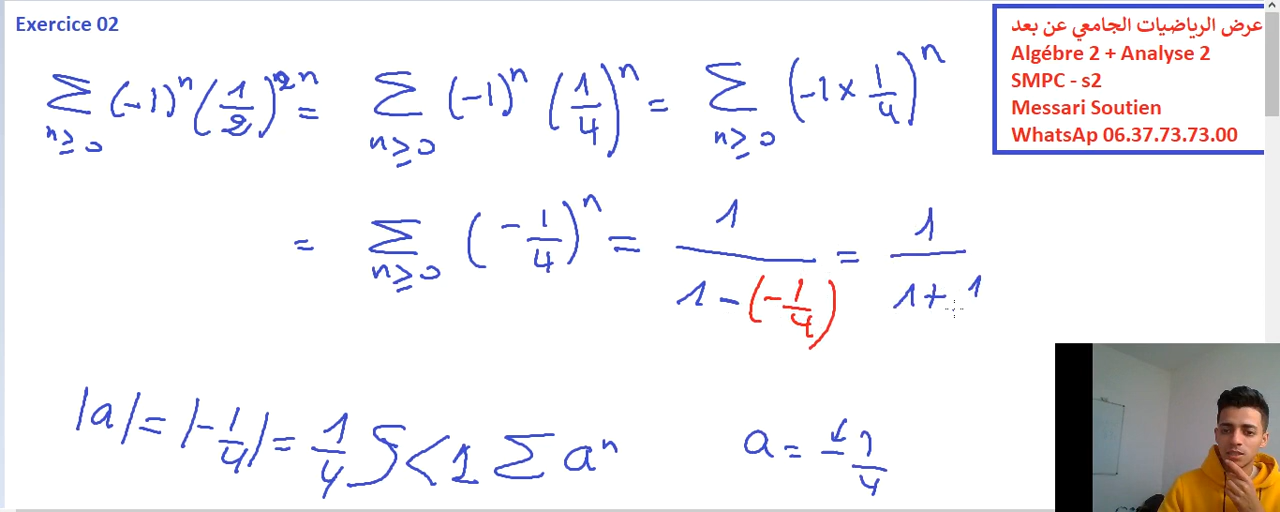 Exercice 02
عرض الرياضيات الجامعي عن بعد
Algébre 2 + Analyse 2
SMPC - s2
Messari Soutien
WhatsAp 06.37.73.73.00
∑_{n≥0} (-1)^n (1/2)^{2n} = ∑_{n≥0} (-1)^n (1/4)^n = ∑_{n≥0} (-1 × 1/4)^n
= ∑_{n≥0} (-1/4)^n = 1/(1-(-1/4)) = 1/(1+1
|a| = |-1/4| = 1/4 < 1 ∑ a^n a = -1/4